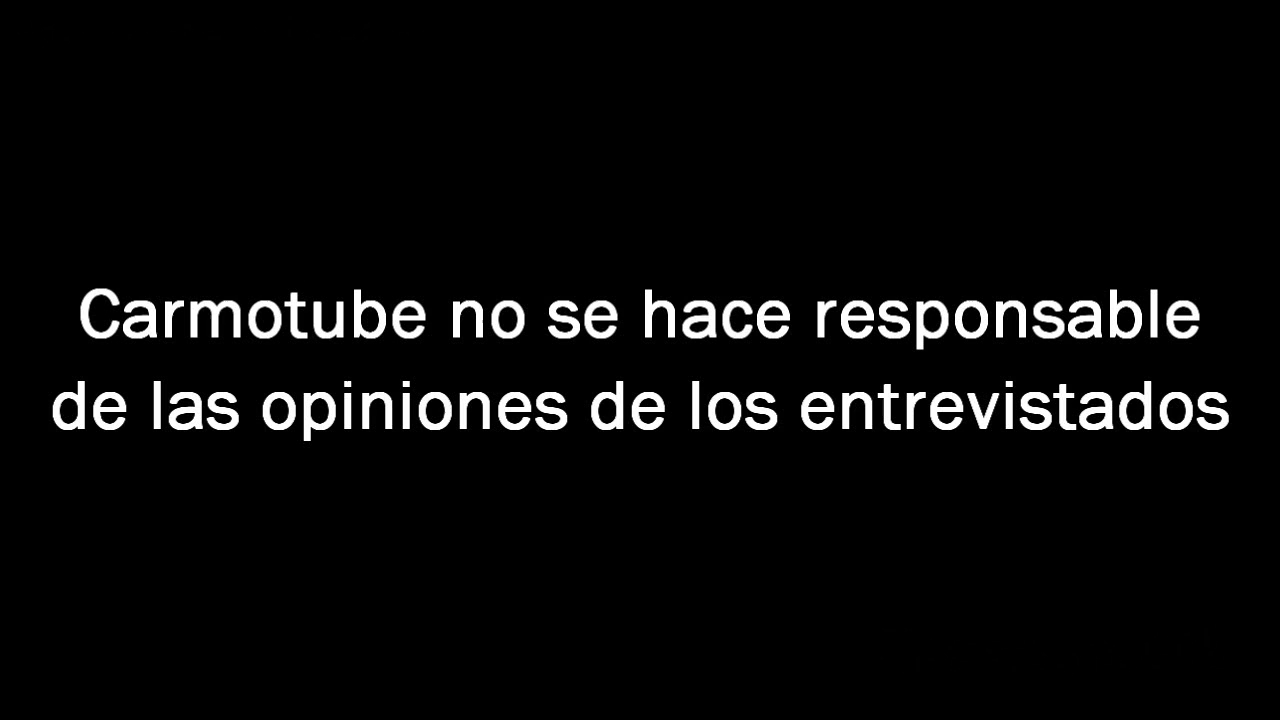 Carmotube no se hace responsable
de las opiniones de los entrevistados